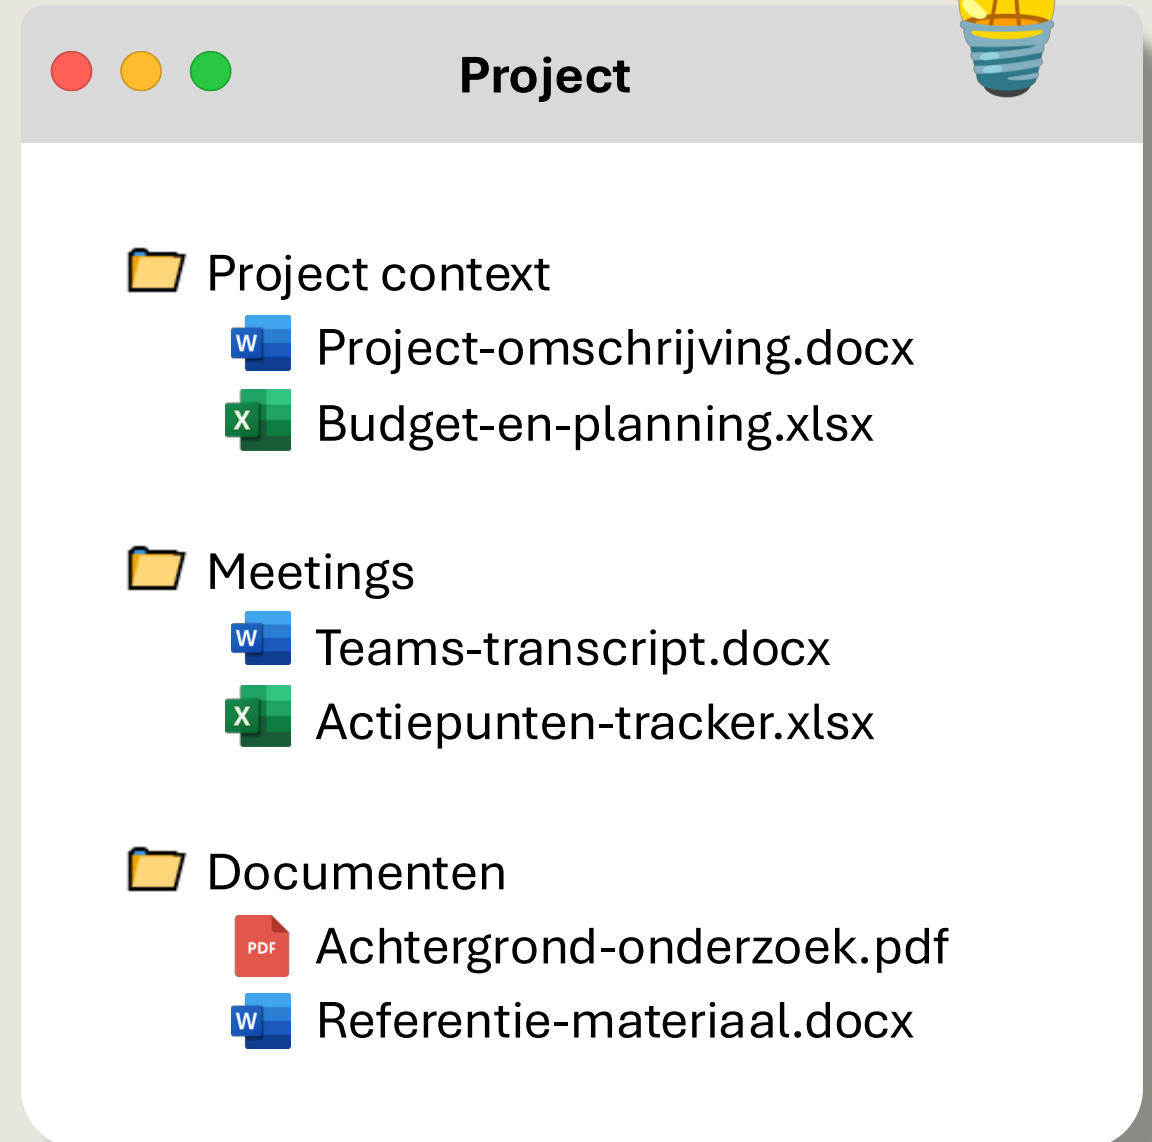 Project
Project context
W Project-omschrijving.docx
X Budget-en-planning.xlsx
Meetings
W Teams-transcript.docx
X Actiepunten-tracker.xlsx
Documenten
PDF Achtergrond-onderzoek.pdf
W Referentie-materiaal.docx